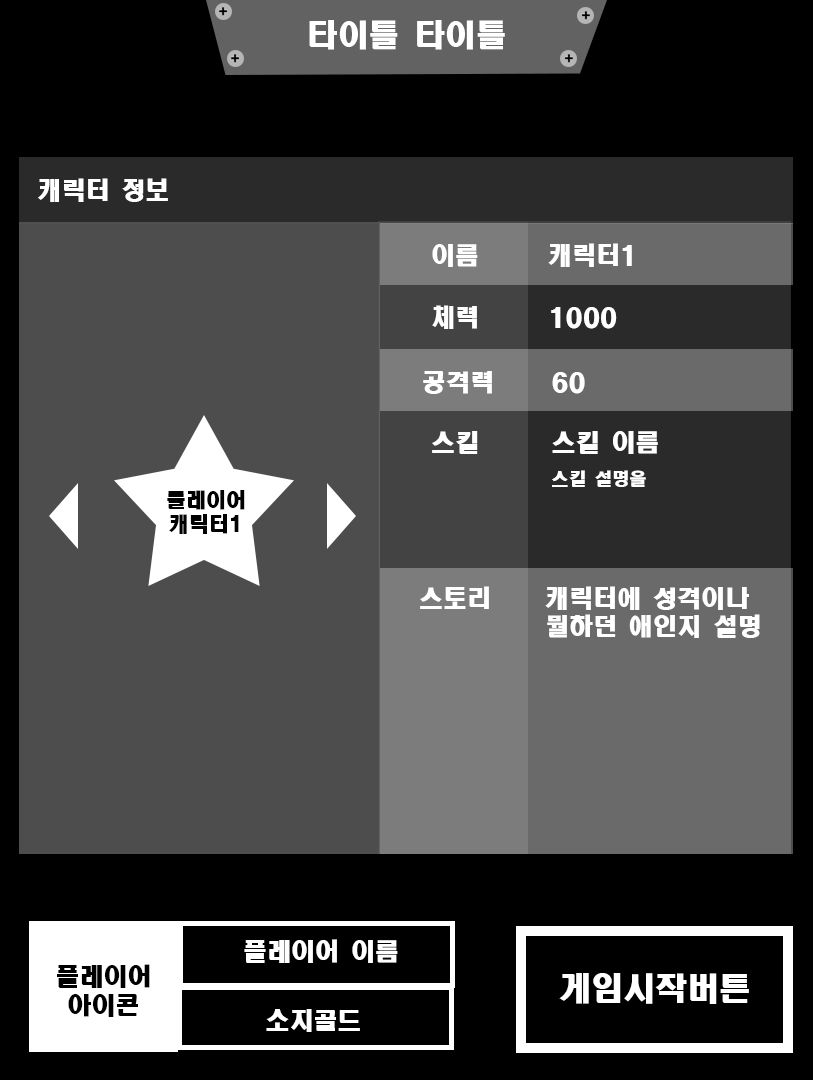 타이틀 타이틀
캐릭터 정보
이름 캐릭터1
체력 1000
공격력 60
스킬 스킬 이름
스킬 설명을
스토리 캐릭터에 성격이나
뭘하던 애인지 설명
플레이어
캐릭터1
플레이어
아이콘
플레이어 이름
소지골드
게임시작버튼